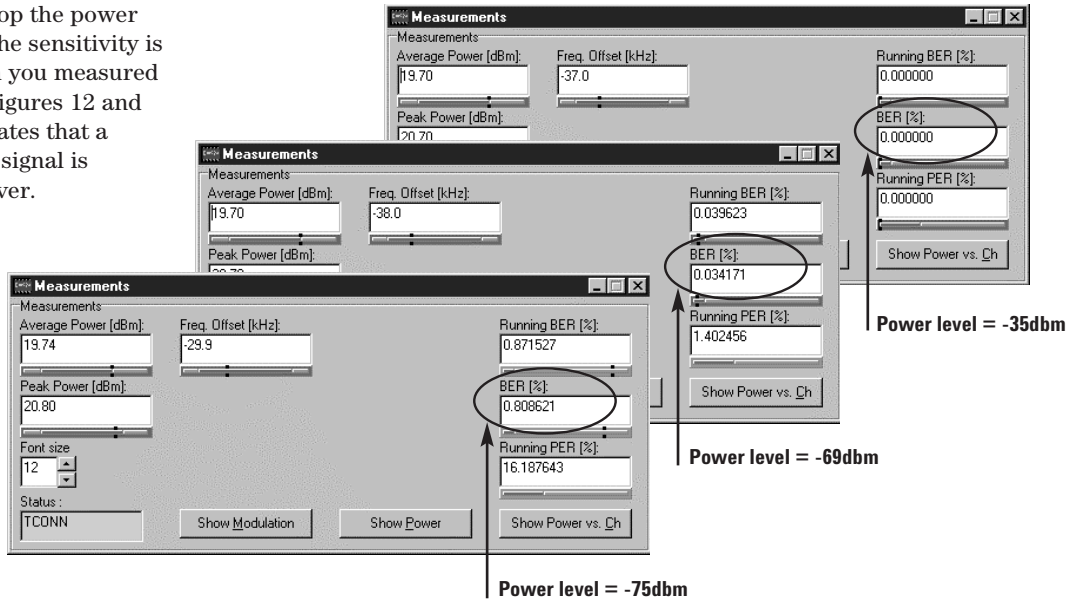 op the power
he sensitivity is
you measured
igures 12 and
ates that a
signal is
ver.
Measurements
Measurements
Average Power [dBm]:
19.70
Freq. Offset [kHz]:
-37.0
Running BER [%]:
0.000000
Peak Power [dBm]:
20.70
BER [%]:
0.000000
Running PER [%]:
0.000000
Show Power vs. Ch
Power level = -35dbm
Measurements
Measurements
Average Power [dBm]:
19.70
Freq. Offset [kHz]:
-38.0
Running BER [%]:
0.039623
Peak Power [dBm]:
BER [%]:
0.034171
Running PER [%]:
1.402456
Show Power vs. Ch
Power level = -69dbm
Measurements
Measurements
Average Power [dBm]:
19.74
Freq. Offset [kHz]:
-29.9
Running BER [%]:
0.871527
Peak Power [dBm]:
20.80
BER [%]:
0.808621
Font size
12
Running PER [%]:
16.187643
Status :
TCONN
Show Modulation
Show Power
Show Power vs. Ch
Power level = -75dbm